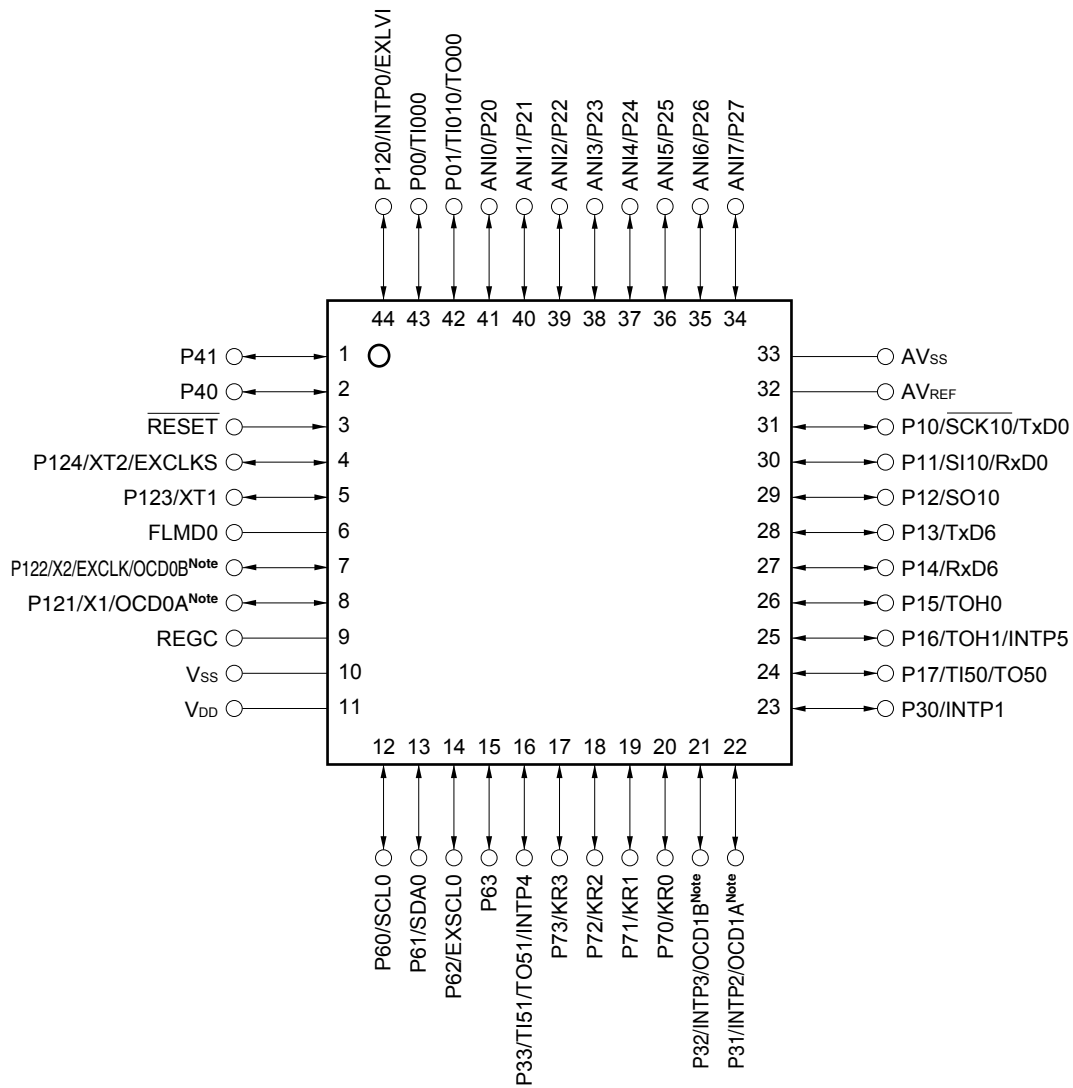 P120/INTP0/EXLVI
P00/TI000
P01/TI010/TO00
ANI0/P20
ANI1/P21
ANI2/P22
ANI3/P23
ANI4/P24
ANI5/P25
ANI6/P26
ANI7/P27
44 43 42 41 40 39 38 37 36 35 34
P41 1
P40 2
RESET 3
P124/XT2/EXCLKS 4
P123/XT1 5
FLMD0 6
P122/X2/EXCLK/OCD0BNote 7
P121/X1/OCD0ANote 8
REGC 9
VSS 10
VDD 11
33 AVSS
32 AVREF
31 P10/SCK10/TxD0
30 P11/SI10/RxD0
29 P12/SO10
28 P13/TxD6
27 P14/RxD6
26 P15/TOH0
25 P16/TOH1/INTP5
24 P17/TI50/TO50
23 P30/INTP1
12 13 14 15 16 17 18 19 20 21 22
P60/SCL0
P61/SDA0
P62/EXSCL0
P63
P33/TI51/TO51/INTP4
P73/KR3
P72/KR2
P71/KR1
P70/KR0
P32/INTP3/OCD1BNote
P31/INTP2/OCD1ANote